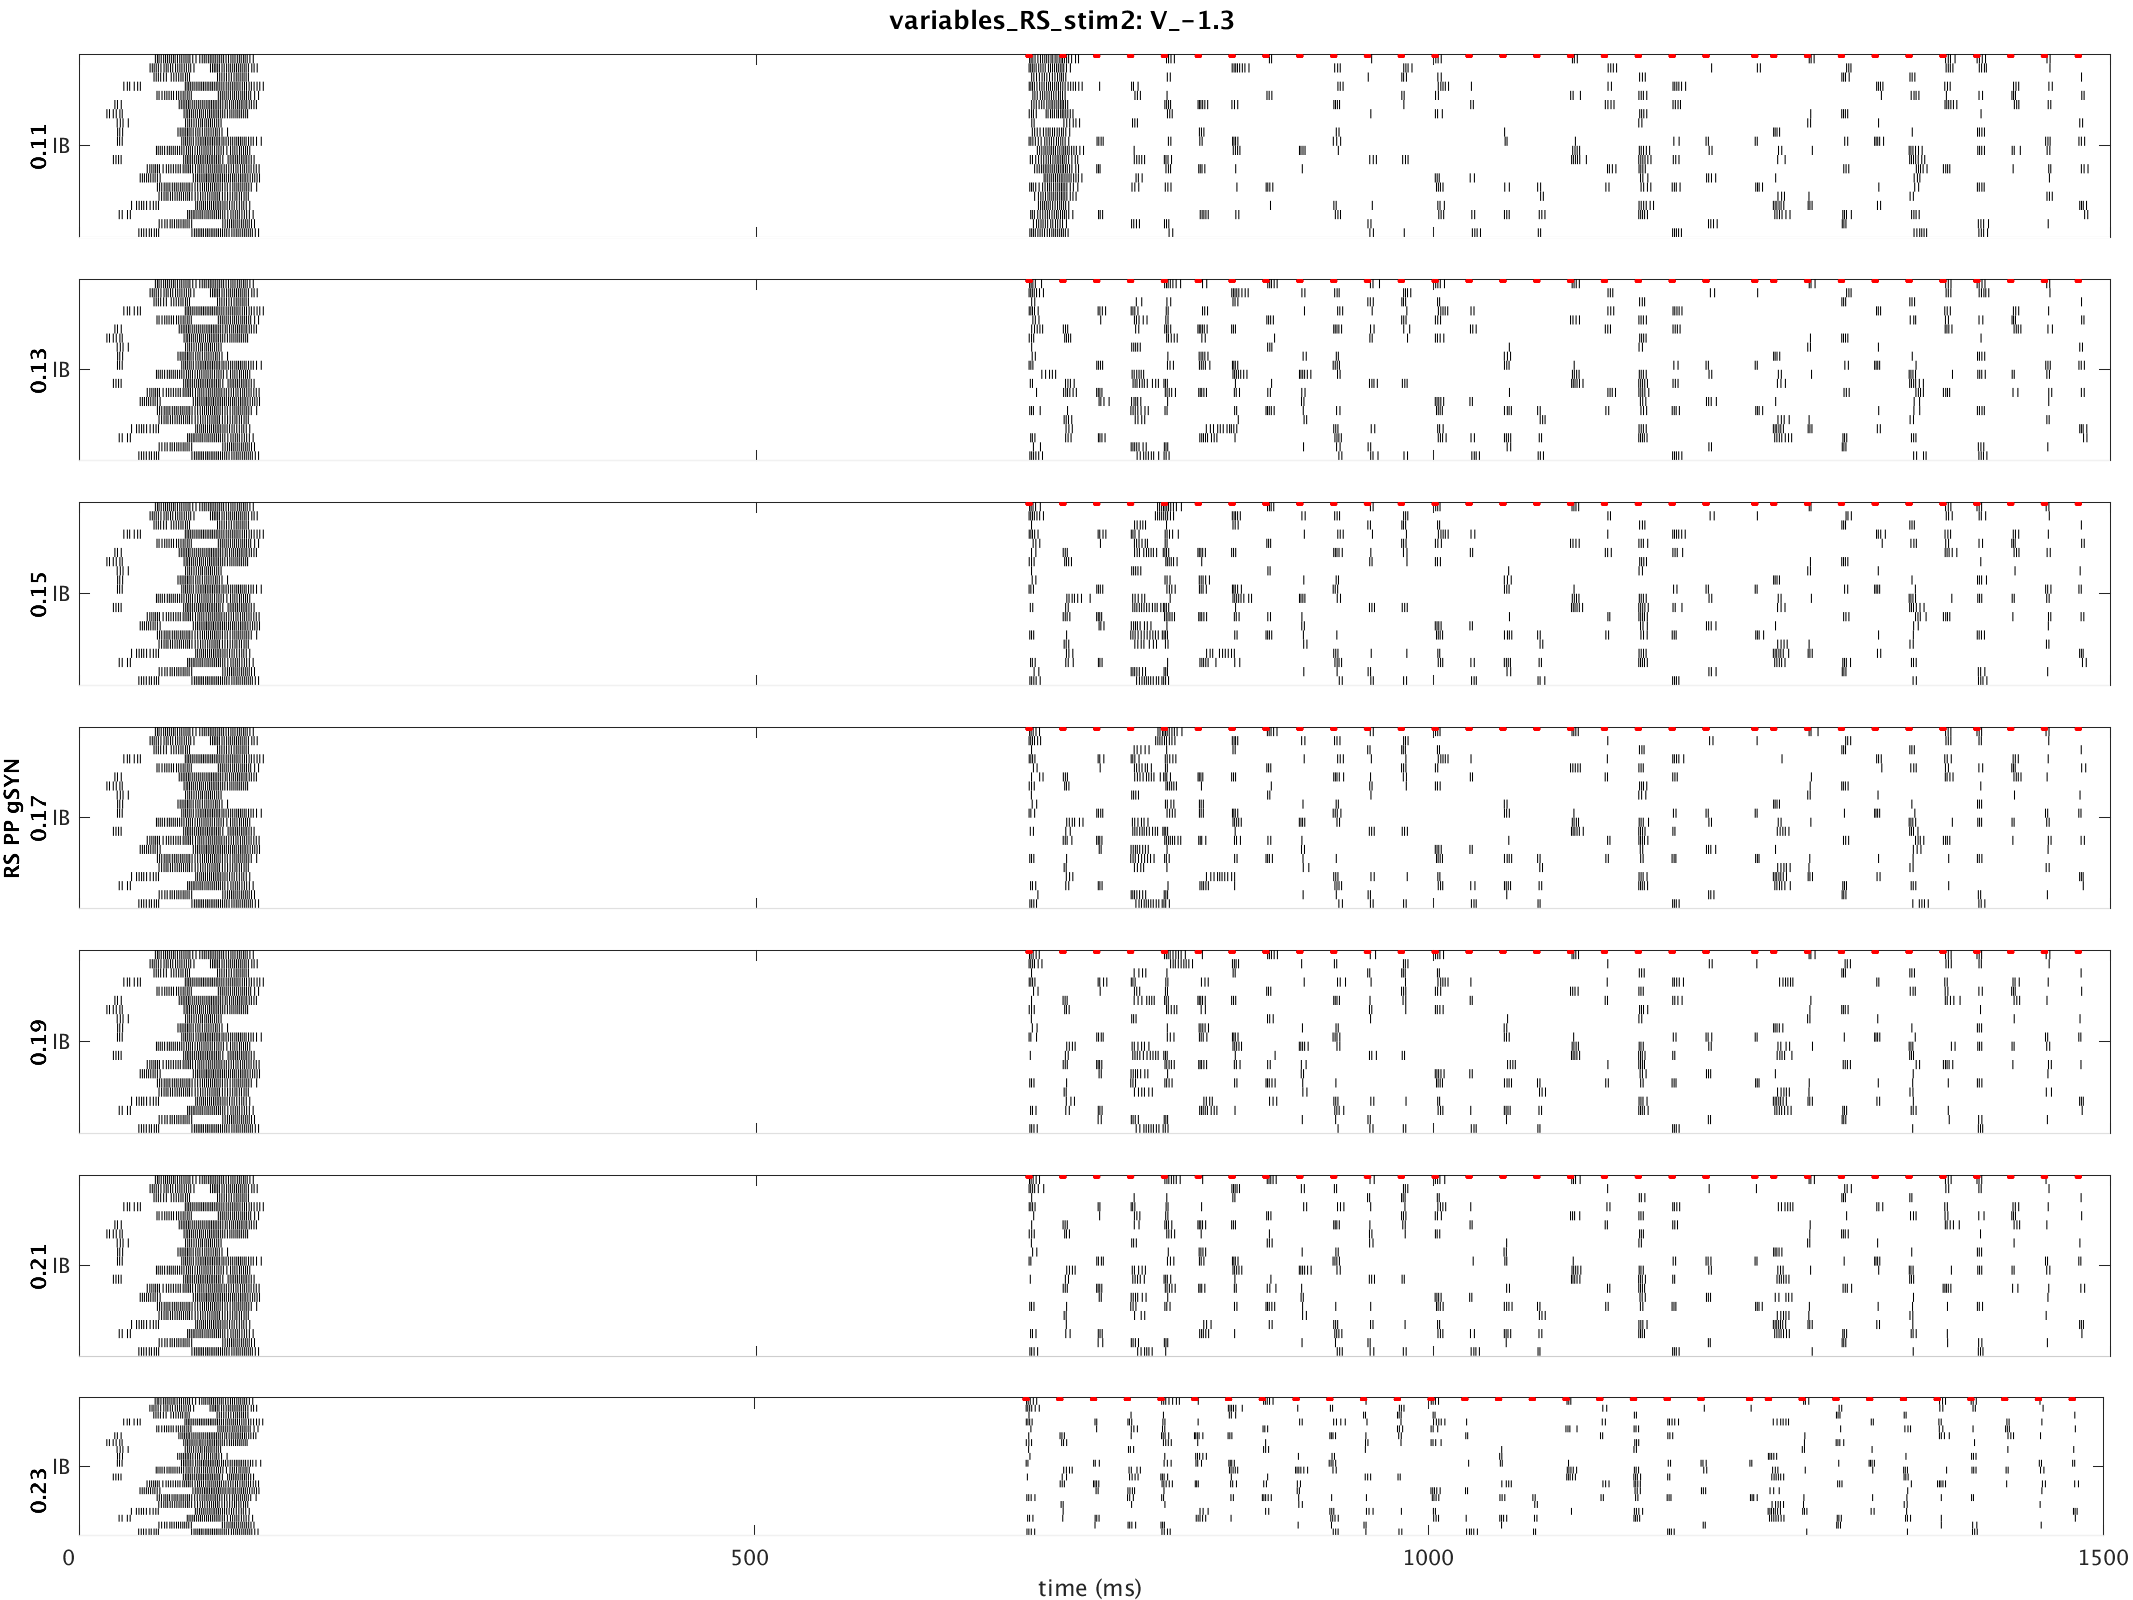 variables_RS_stim2: V_-1.3
RS PP gSYN
0.11 IB
0.13 IB
0.15 IB
0.17 IB
0.19 IB
0.21 IB
0.23 IB
0 500 1000 1500
time (ms)